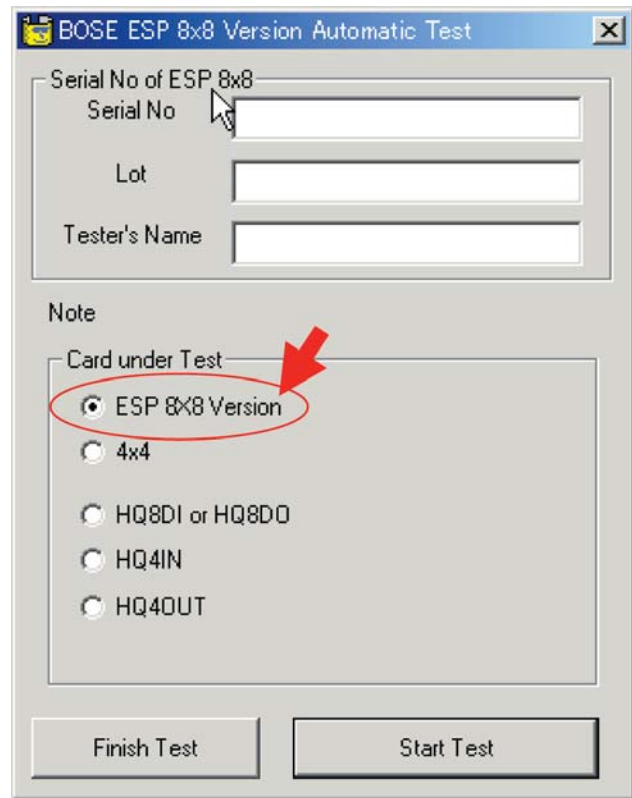 BOSE ESP 8x8 Version Automatic Test
Serial No of ESP 8x8
Serial No
Lot
Tester's Name
Note
Card under Test
ESP 8X8 Version
4x4
HQ8DI or HQ8DO
HQ4IN
HQ4OUT
Finish Test
Start Test